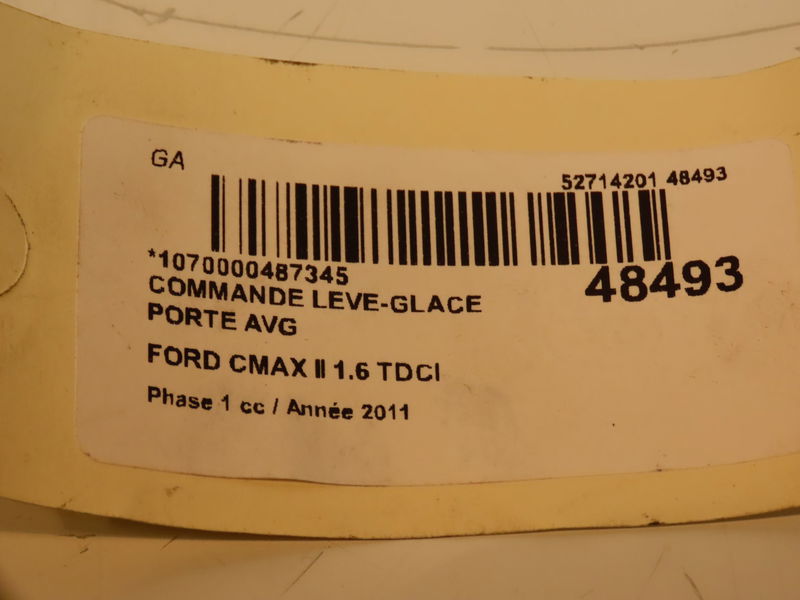 GA
52714201 48493
*1070000487345
48493
COMMANDE LEVE-GLACE
PORTE AVG
FORD CMAX II 1.6 TDCI
Phase 1 cc / Année 2011